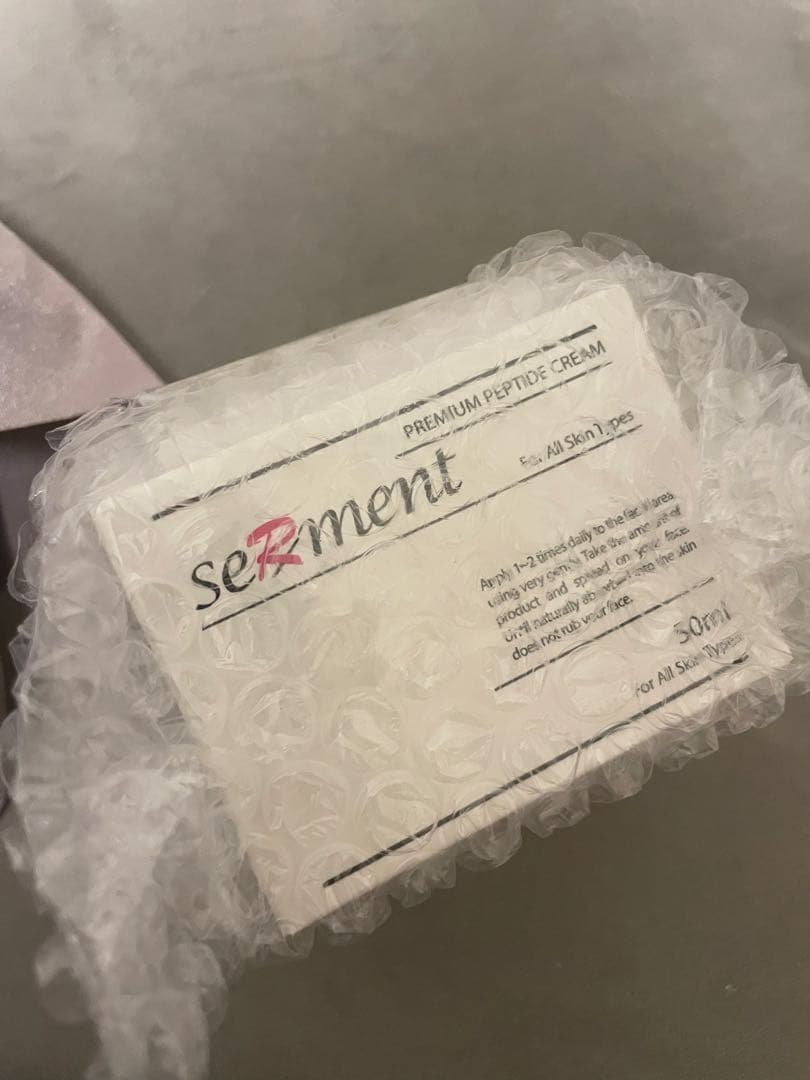 PREMIUM PEPTIDE CREAM
For All Skin Types
seRment
Apply 1~2 times daily to the facial area
using very gently Take the amount of
product and spread on your face.
Until naturally absorbed into the skin
does not rub your face.
50ml
For All Skin Types